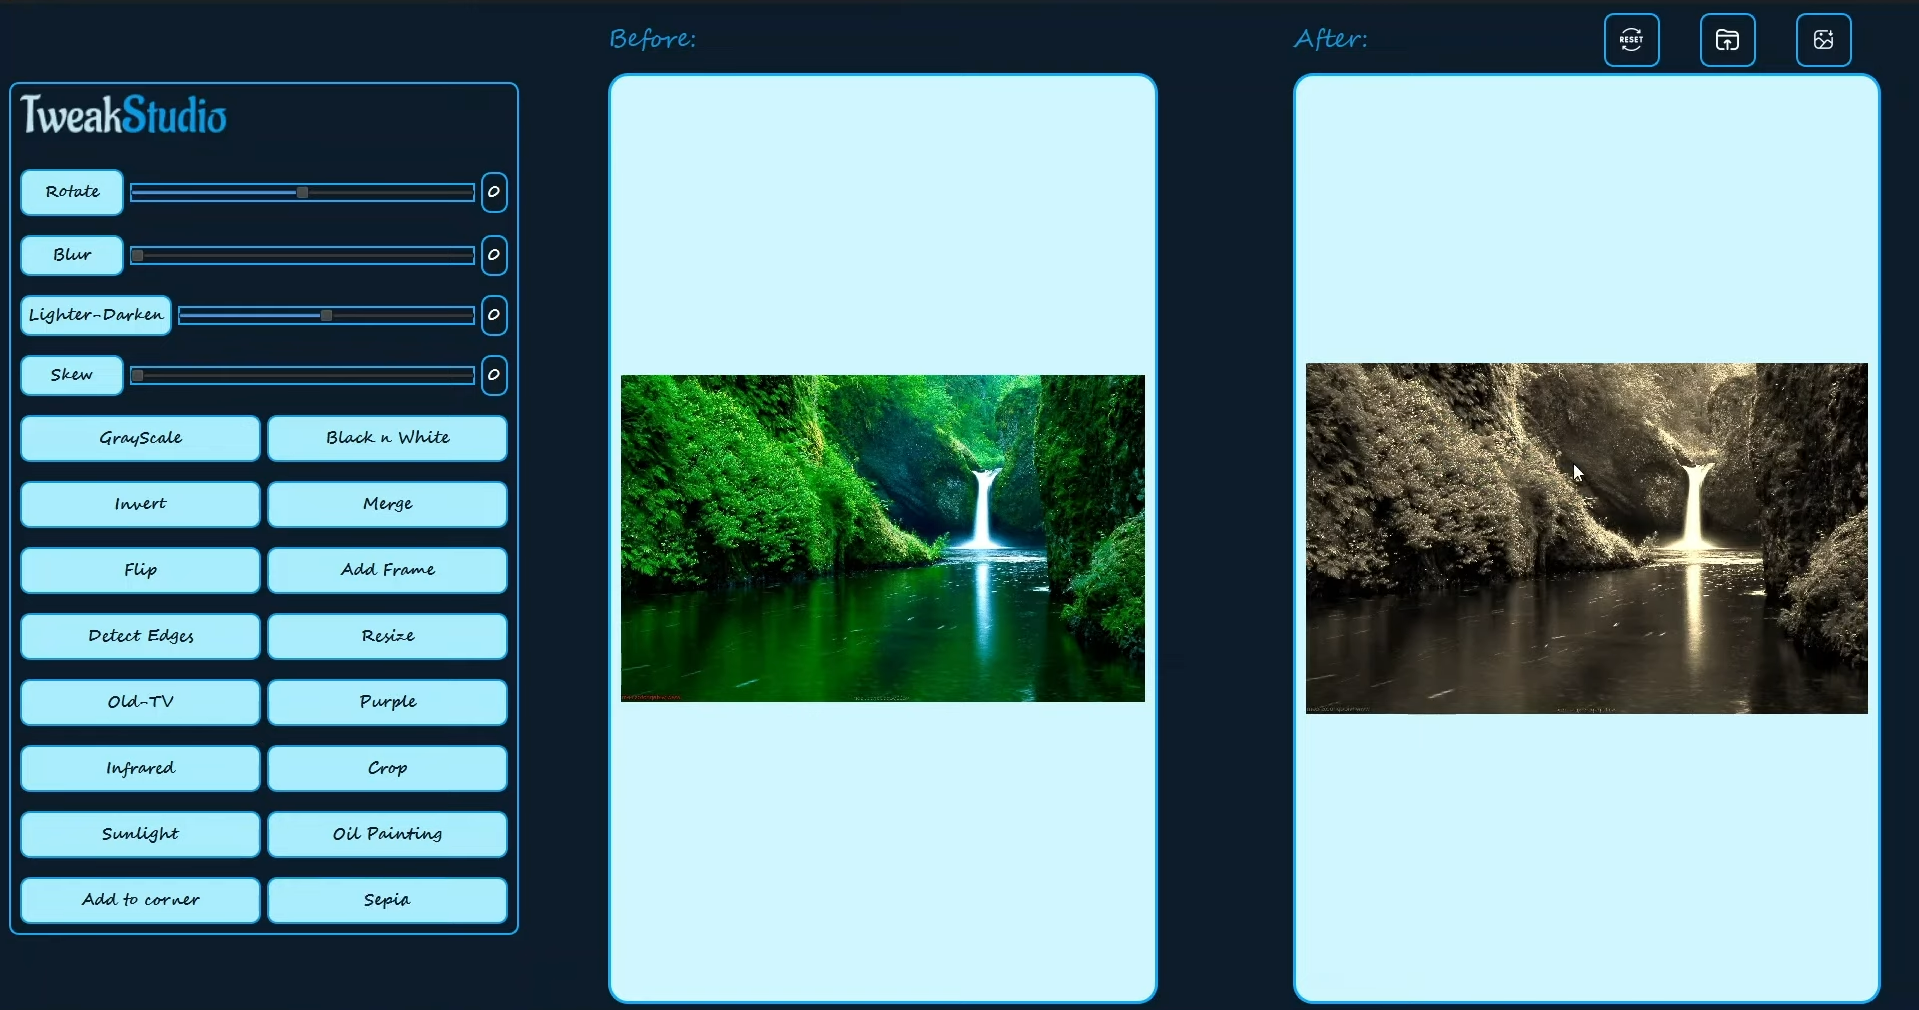 Before:
After:
RESET
TweakStudio
Rotate
0
Blur
0
Lighter-Darken
0
Skew
0
GrayScale
Black n White
Invert
Merge
Flip
Add Frame
Detect Edges
Resize
Old-TV
Purple
Infrared
Crop
Sunlight
Oil Painting
Add to corner
Sepia